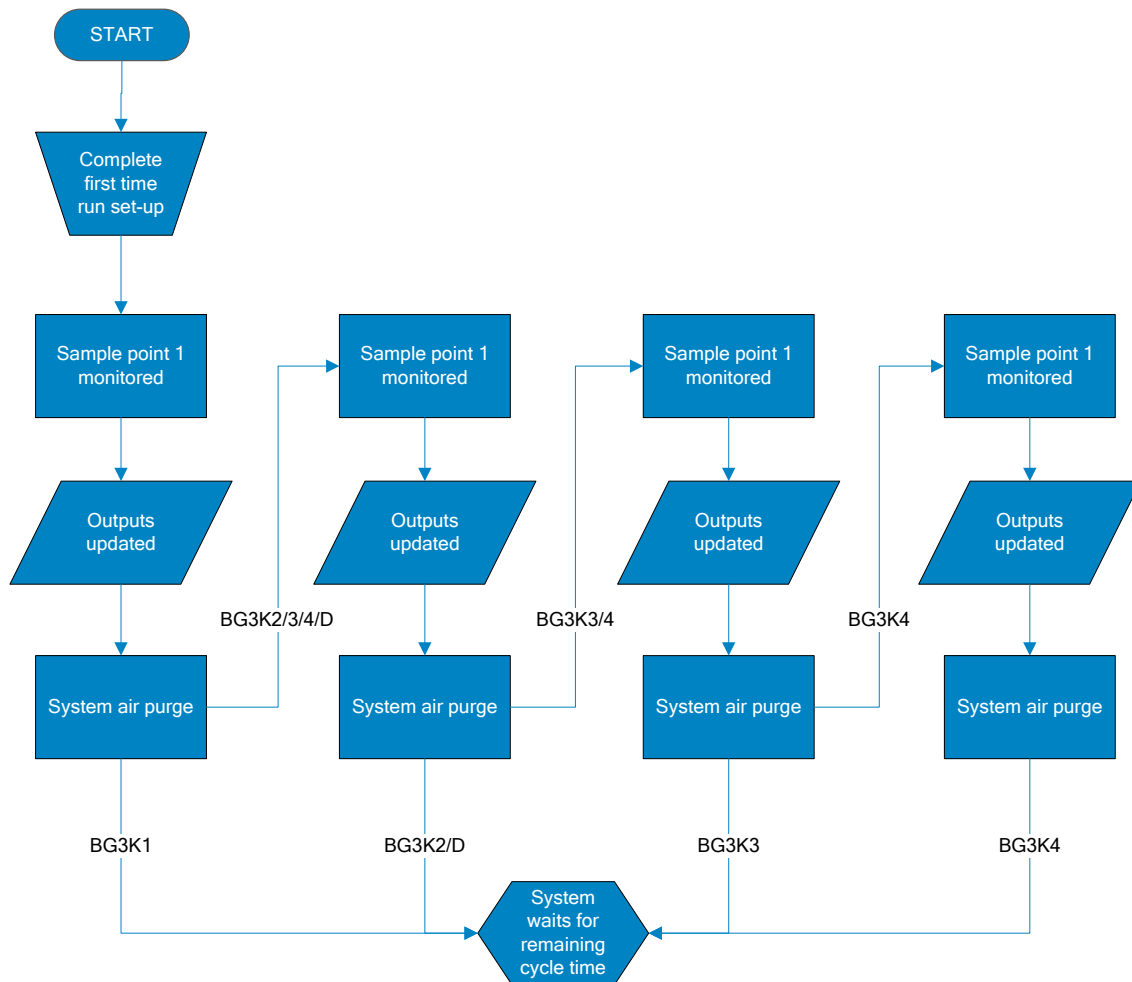 START
Complete
first time
run set-up
Sample point 1
monitored
Sample point 1
monitored
Sample point 1
monitored
Sample point 1
monitored
Outputs
updated
Outputs
updated
Outputs
updated
Outputs
updated
BG3K2/3/4/D
BG3K3/4
BG3K4
System air purge
System air purge
System air purge
System air purge
BG3K1
BG3K2/D
BG3K3
BG3K4
System
waits for
remaining
cycle time